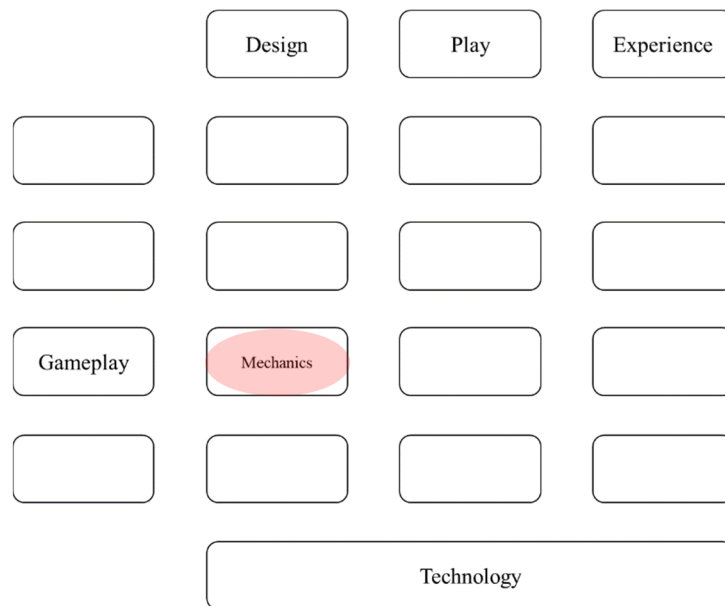 Design
Play
Experience
Gameplay
Mechanics
Technology